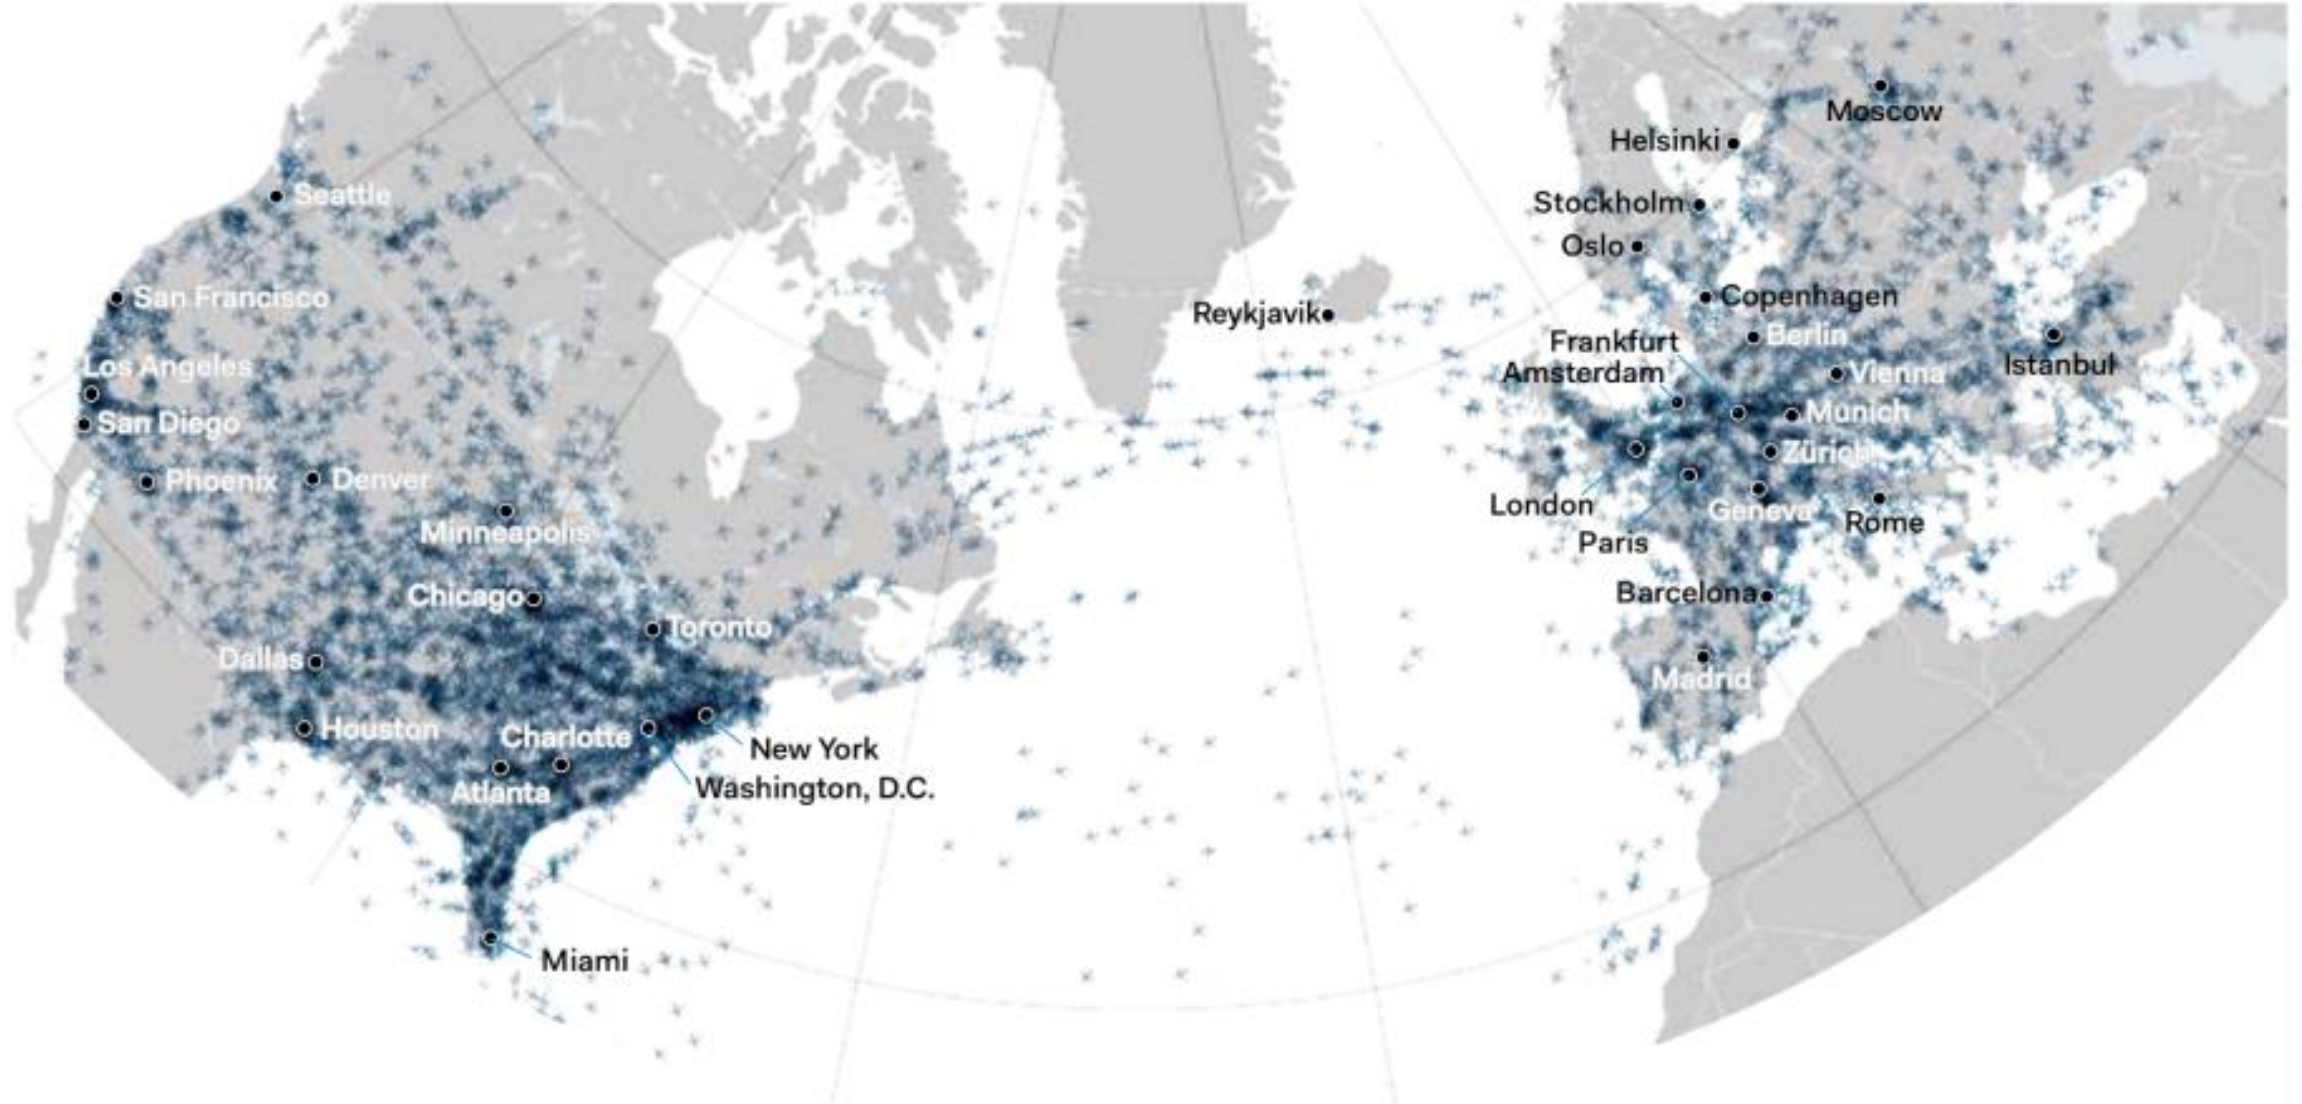 Moscow
Helsinki
Seattle
Stockholm
Oslo
San Francisco
Copenhagen
Reykjavik
Berlin
Frankfurt
Los Angeles
Istanbul
Amsterdam
Vienna
San Diego
Munich
Zürich
Phoenix
Denver
London
Geneva
Rome
Minneapolis
Paris
Chicago
Barcelona
Toronto
Dallas
Madrid
Houston
Charlotte
New York
Washington, D.C.
Atlanta
Miami